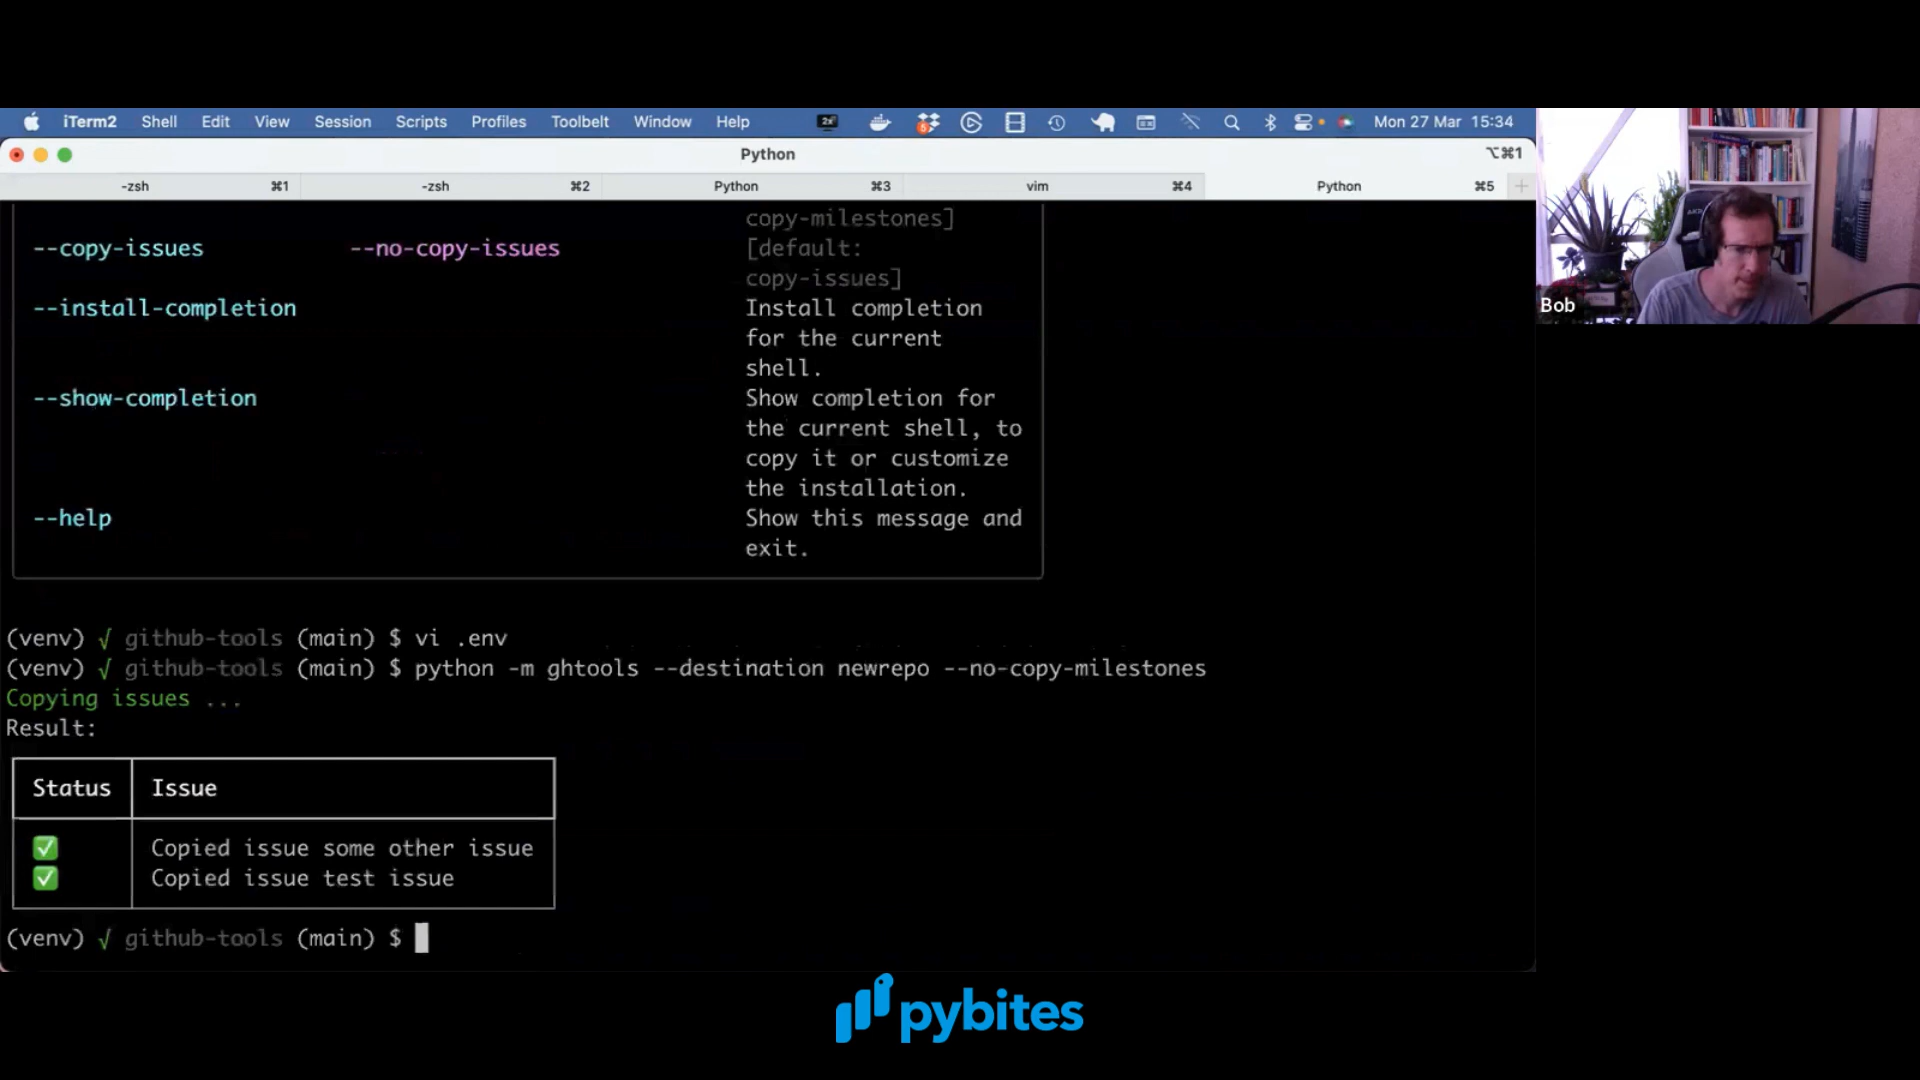 iTerm2 Shell Edit View Session Scripts Profiles Toolbelt Window Help Mon 27 Mar 15:34
Python ⌥⌘1
-zsh ⌘1 -zsh ⌘2 Python ⌘3 vim ⌘4 Python ⌘5
copy-milestones]
--copy-issues --no-copy-issues [default:
copy-issues]
--install-completion Install completion
for the current
shell.
--show-completion Show completion for
the current shell, to
copy it or customize
the installation.
--help Show this message and
exit.
(venv) √ github-tools (main) $ vi .env
(venv) √ github-tools (main) $ python -m ghtools --destination newrepo --no-copy-milestones
Copying issues ...
Result:
Status Issue
✅ Copied issue some other issue
✅ Copied issue test issue
(venv) √ github-tools (main) $
Bob
pybites